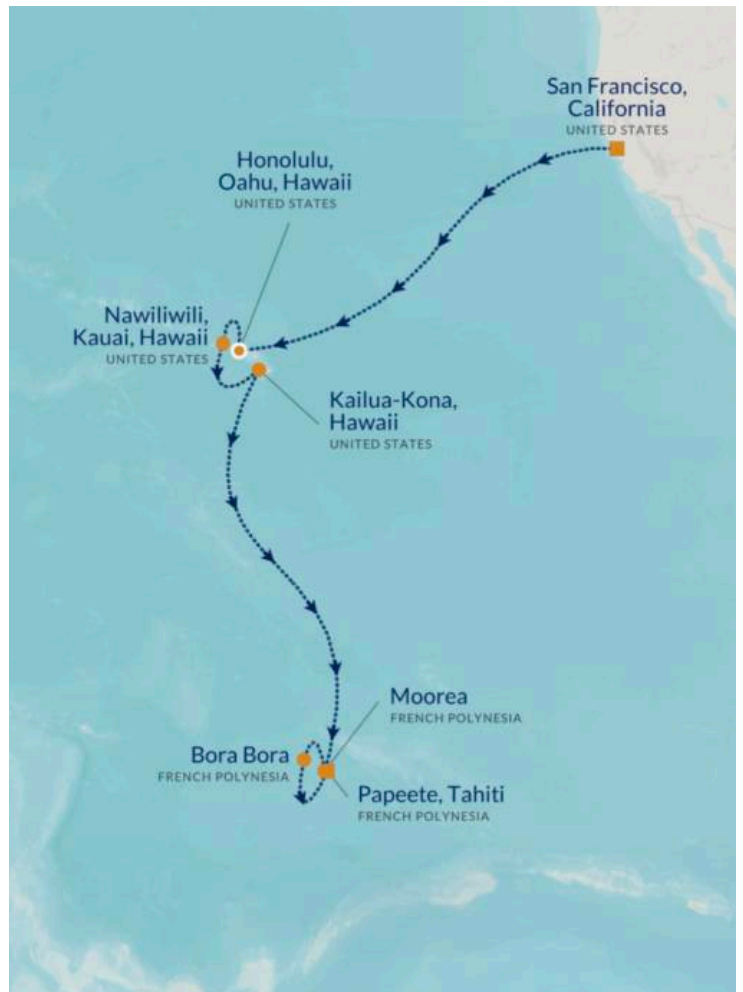 San Francisco,
California
UNITED STATES
Honolulu,
Oahu, Hawaii
UNITED STATES
Nawiliwili,
Kauai, Hawaii
UNITED STATES
Kailua-Kona,
Hawaii
UNITED STATES
Moorea
FRENCH POLYNESIA
Bora Bora
FRENCH POLYNESIA
Papeete, Tahiti
FRENCH POLYNESIA